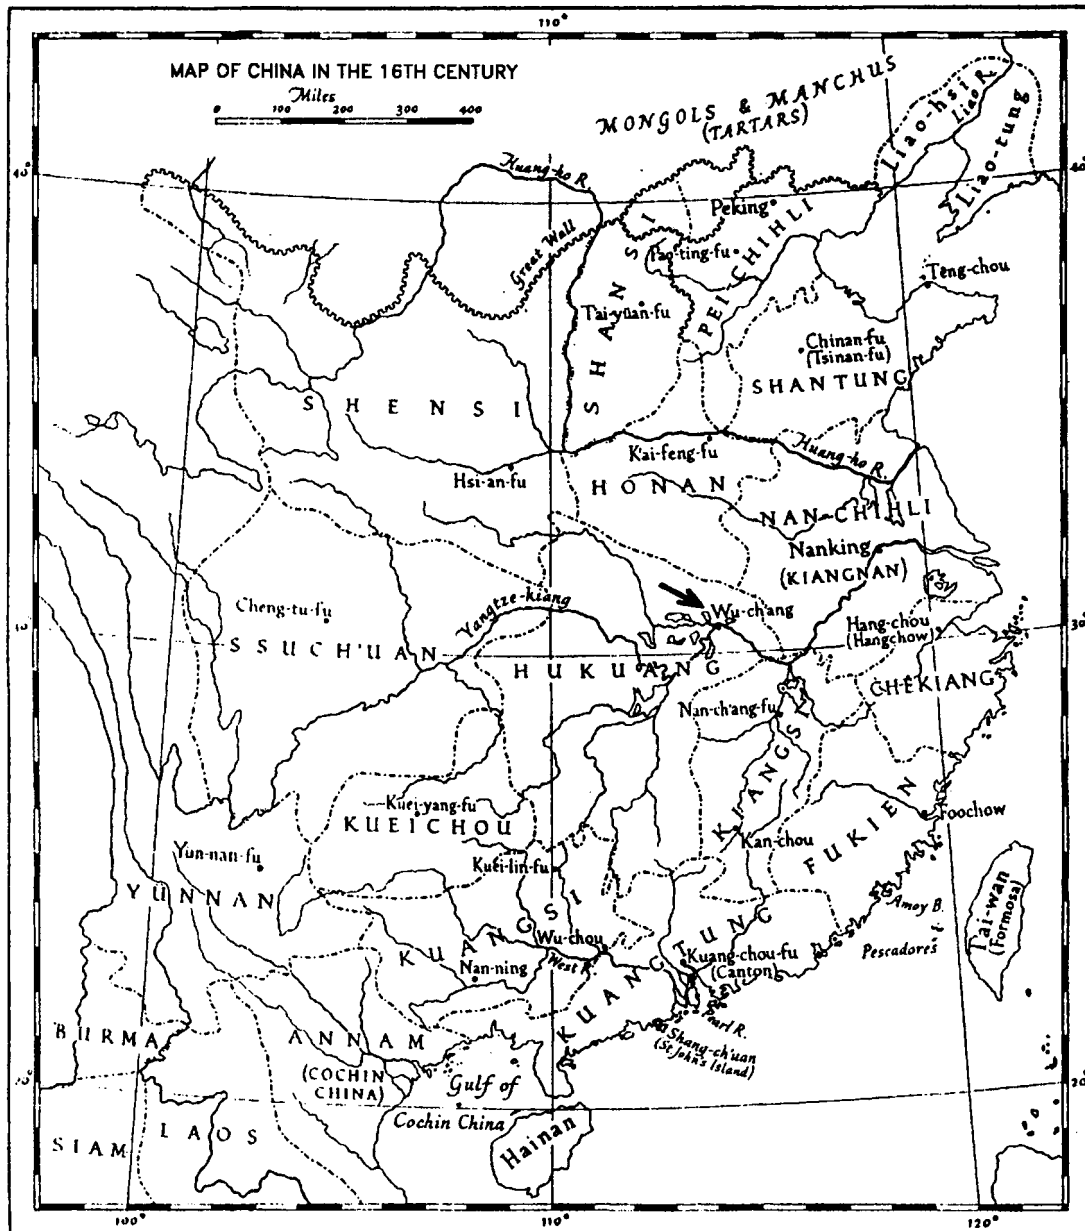 110°
MAP OF CHINA IN THE 16TH CENTURY
Miles
0 100 200 300 400
MONGOLS & MANCHUS
(TARTARS)
Liao-hsi
Liao R.
Liao-tung
40°
40°
Huang-ho R.
Great Wall
Peking
Pao-ting-fu
PEI CHIHLI
SHANSI
Tai-yüan-fu
Teng-chou
Chinan-fu
(Tsinan-fu)
SHANTUNG
SHENSI
Hsi-an-fu
K'ai-feng-fu
Huang-ho R.
HONAN
NAN-CHIHLI
Nanking
(KIANGNAN)
Cheng-tu-fu
Yangtze-kiang
Wu-ch'ang
Hang-chou
(Hangchow)
30°
30°
SSUCH'UAN
HUKUANG
CHEKIANG
Nan-ch'ang-fu
KIANGSI
Kuei-yang-fu
KUEICHOU
Foochow
Yun-nan-fu
Kuei-lin-fu
Kan-chou
FUKIEN
YUNNAN
Amoy B.
Tai-wan
(Formosa)
KUANGSI
Wu-chou
Pescadores
Nan-ning
West R.
KUANGTUNG
Kuang-chou-fu
(Canton)
BURMA
ANNAM
Pearl R.
Shang-ch'uan
(St John's Island)
(COCHIN
CHINA)
Gulf of
Cochin China
20°
20°
Hainan
SIAM
LAOS
100°
110°
120°